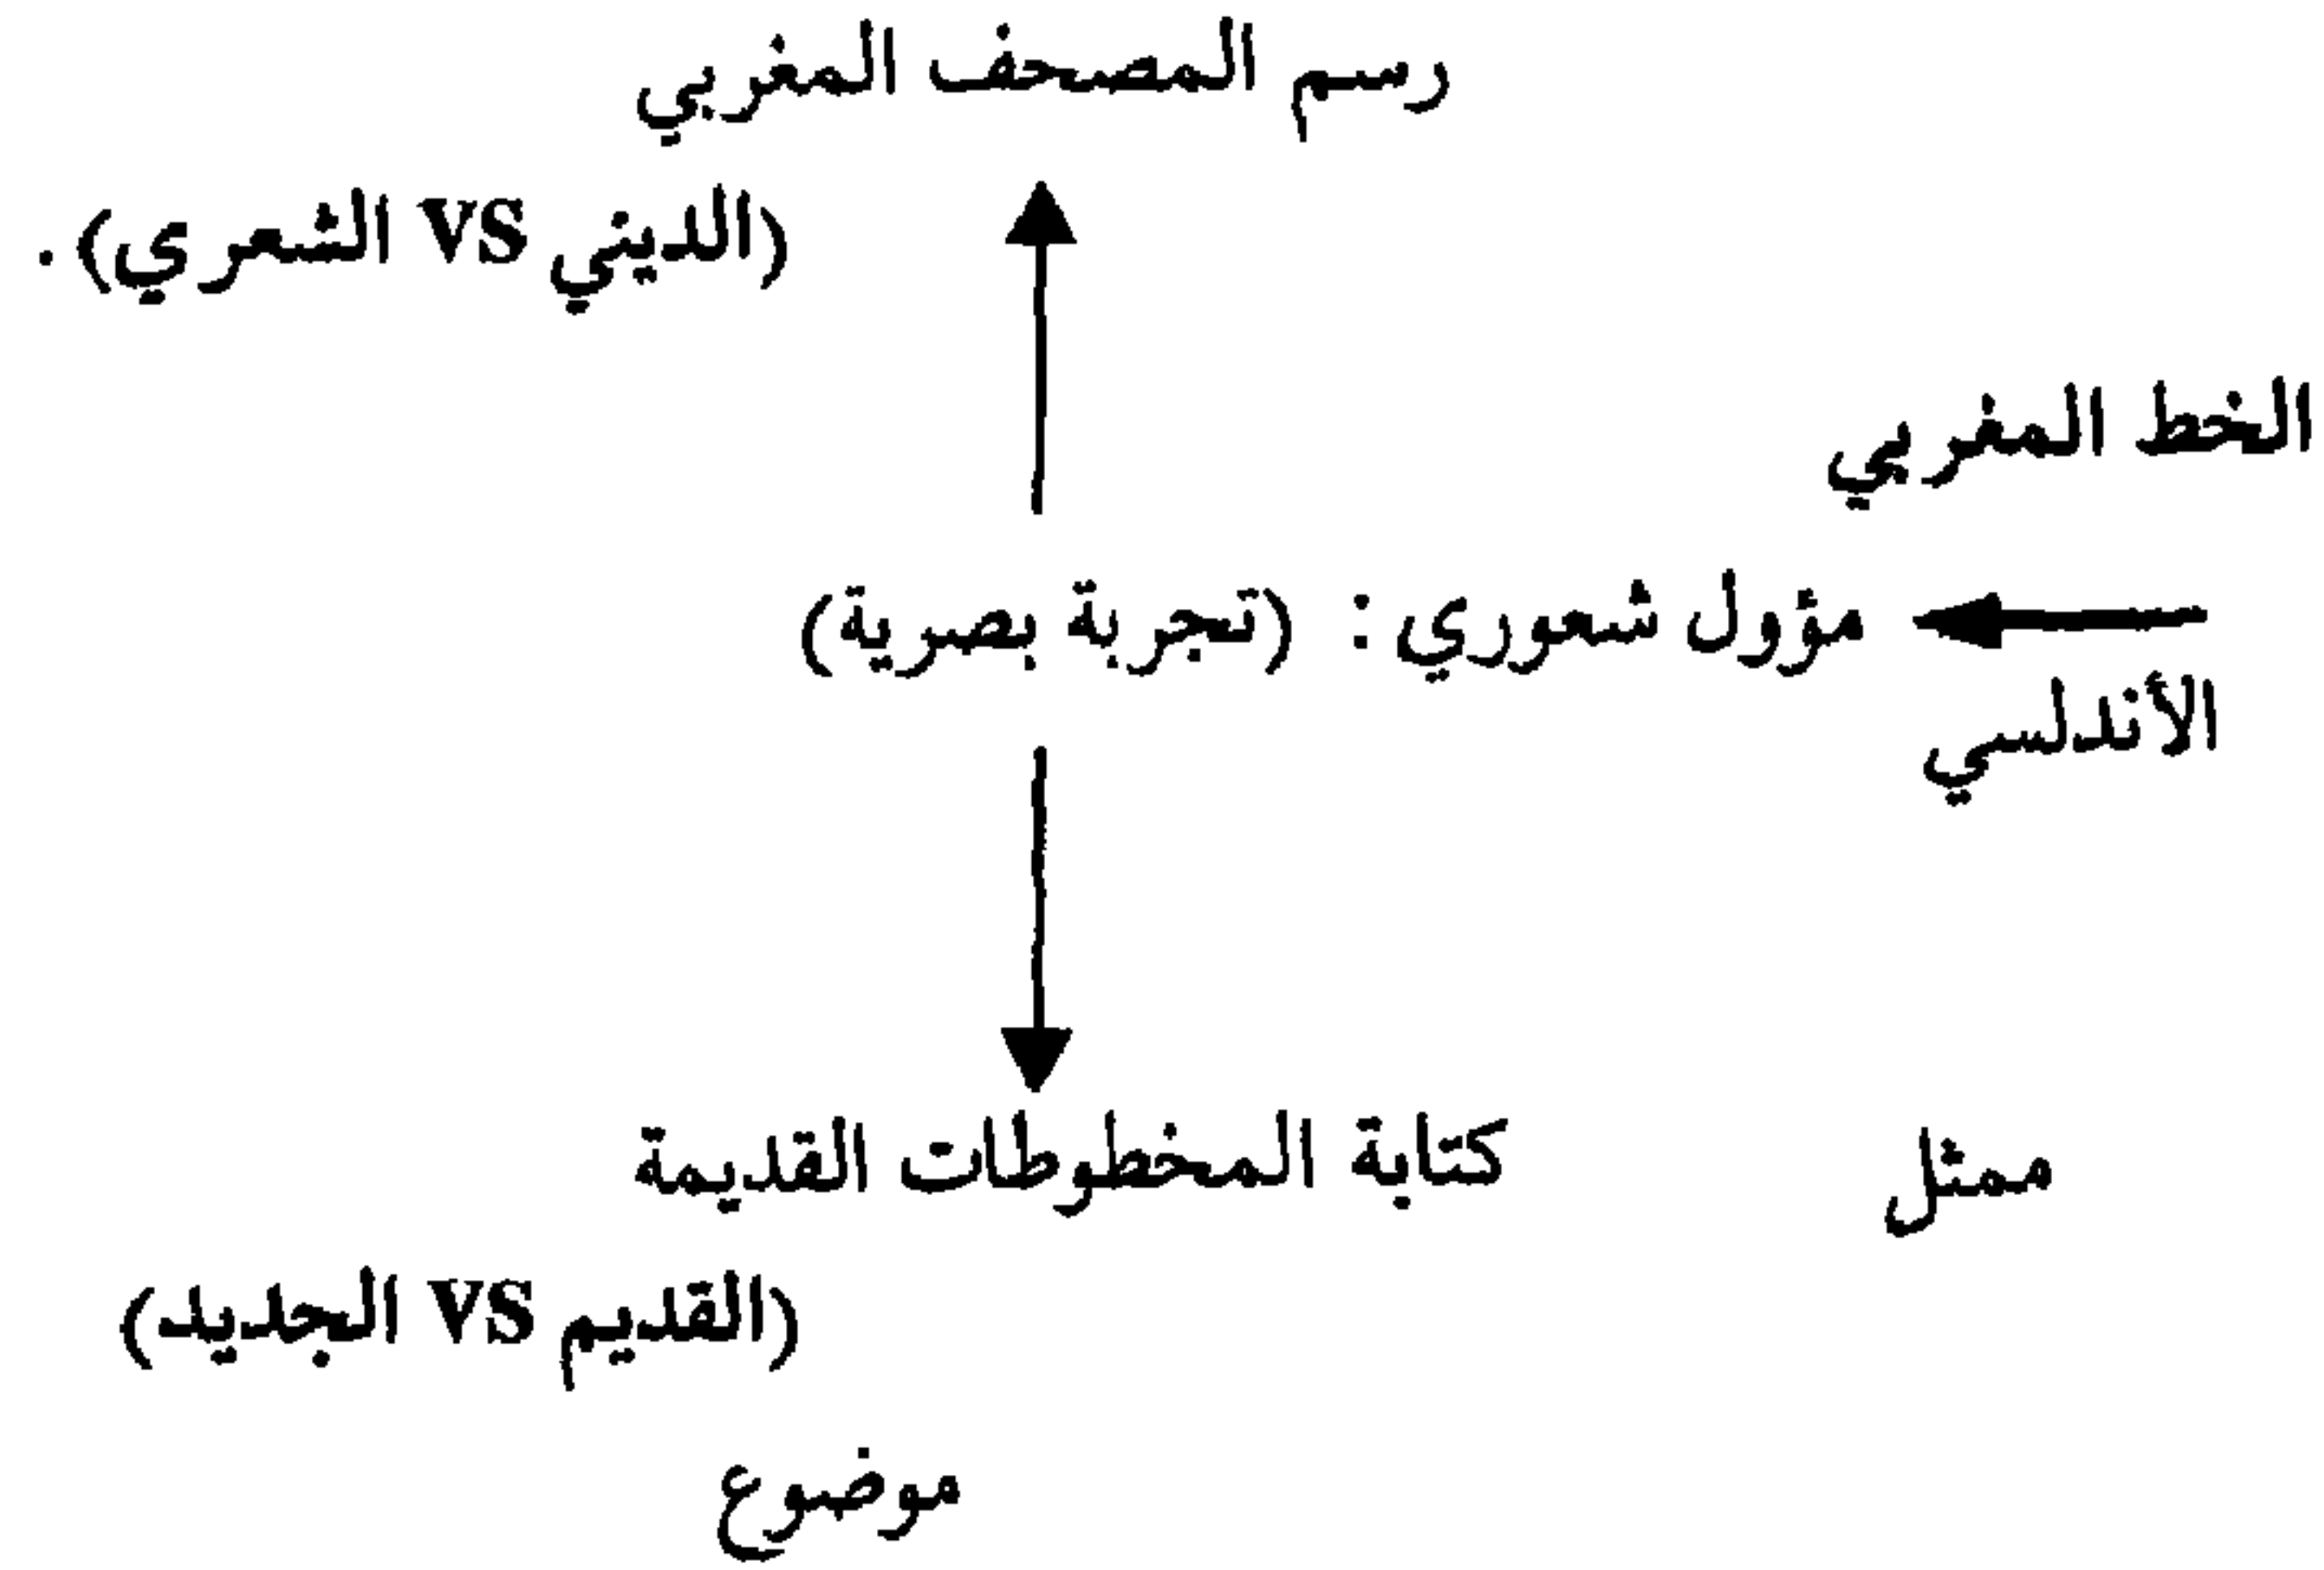 رسم المصحف المغربي
(الديني VS الشعري).
الخط المغربي
مؤول شعوري: (تجربة بصرية)
الأندلسي
ممثل
كتابة المخطوطات القديمة
(القديم VS الجديد)
موضوع